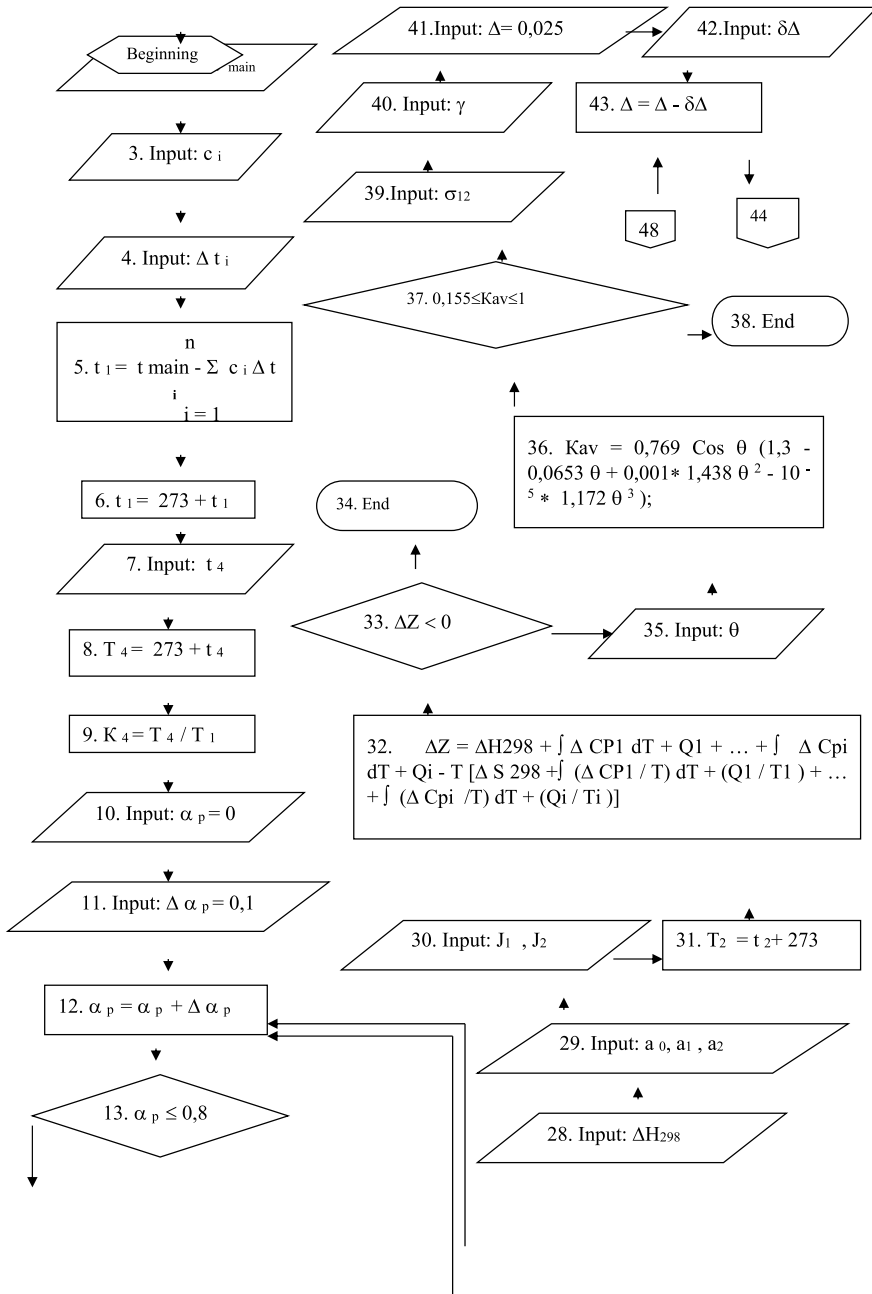 Beginning
main
3. Input: c i
4. Input: Δ t i
n
5. t 1 = t main - Σ c i Δ t
i
i = 1
6. t 1 = 273 + t 1
7. Input: t 4
8. T 4 = 273 + t 4
9. K 4 = T 4 / T 1
10. Input: α p = 0
11. Input: Δ α p = 0,1
12. α p = α p + Δ α p
13. α p ≤ 0,8
41.Input: Δ= 0,025
42.Input: δΔ
40. Input: γ
43. Δ = Δ - δΔ
39.Input: σ12
48
44
37. 0,155≤Kav≤1
38. End
36. Kav = 0,769 Cos θ (1,3 -
0,0653 θ + 0,001* 1,438 θ 2 - 10 -
5 * 1,172 θ 3 );
34. End
33. ΔZ < 0
35. Input: θ
32. ΔZ = ΔH298 + ∫ Δ CP1 dT + Q1 + … + ∫ Δ Cpi
dT + Qi - T [Δ S 298 +∫ (Δ CP1 / T) dT + (Q1 / T1 ) + …
+ ∫ (Δ Cpi /T) dT + (Qi / Ti )]
30. Input: J1 , J2
31. T2 = t 2+ 273
29. Input: a 0, a1 , a2
28. Input: ΔH298